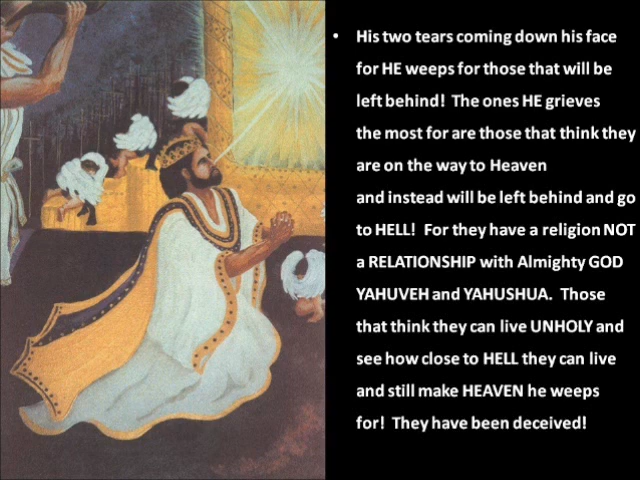 • His two tears coming down his face
for HE weeps for those that will be
left behind!  The ones HE grieves
the most for are those that think they
are on the way to Heaven
and instead will be left behind and go
to HELL!  For they have a religion NOT
a RELATIONSHIP with Almighty GOD
YAHUVEH and YAHUSHUA.  Those
that think they can live UNHOLY and
see how close to HELL they can live
and still make HEAVEN he weeps
for!  They have been deceived!